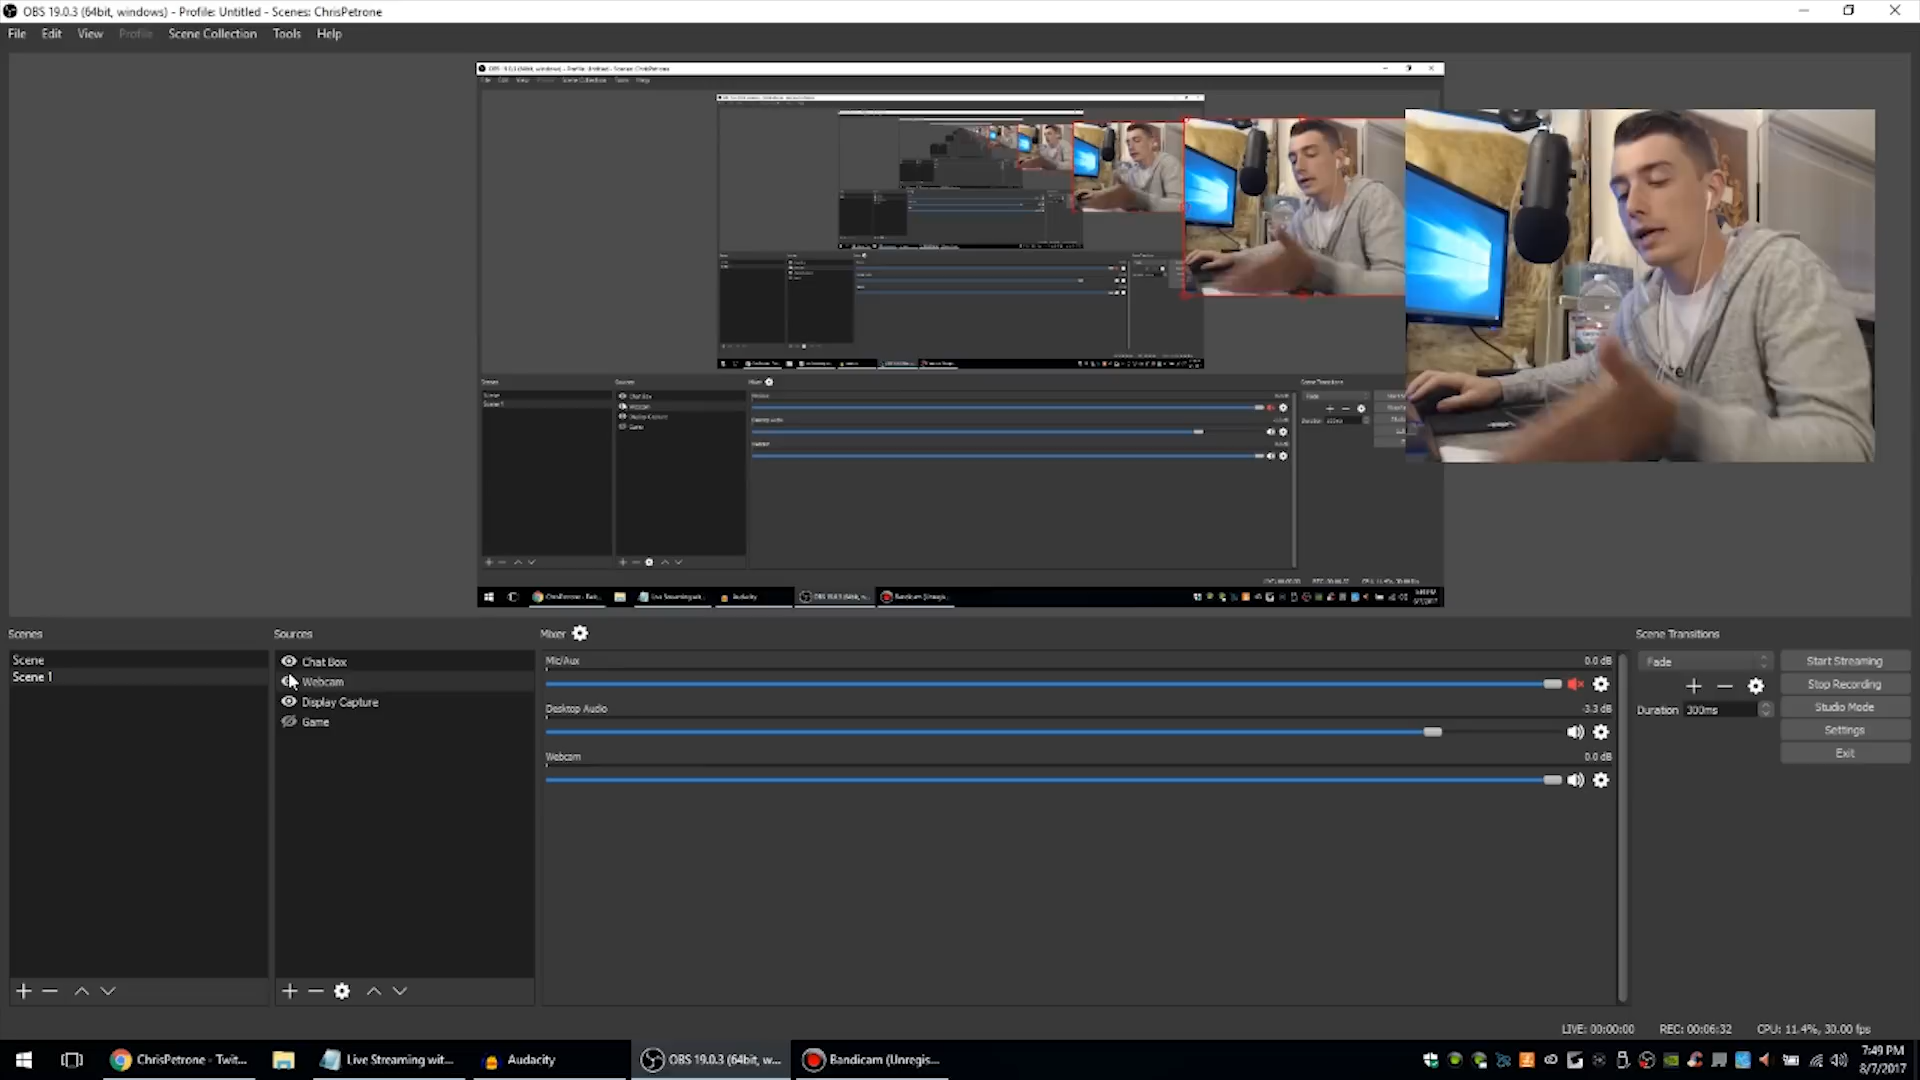 OBS 19.0.3 (64bit, windows) - Profile: Untitled - Scenes: ChrisPetrone
File Edit View Profile Scene Collection Tools Help
Scenes
Scene
Scene 1
Sources
Chat Box
Webcam
Display Capture
Game
Mixer
Mic/Aux 0.0 dB
Desktop Audio -3.3 dB
Webcam 0.0 dB
Scene Transitions
Fade
Duration 300ms
Start Streaming
Stop Recording
Studio Mode
Settings
Exit
LIVE: 00:00:00 REC: 00:06:32 CPU: 11.4%, 30.00 fps
ChrisPetrone - Twit... Live Streaming wit... Audacity OBS 19.0.3 (64bit, w... Bandicam (Unregis...
7:49 PM
8/7/2017